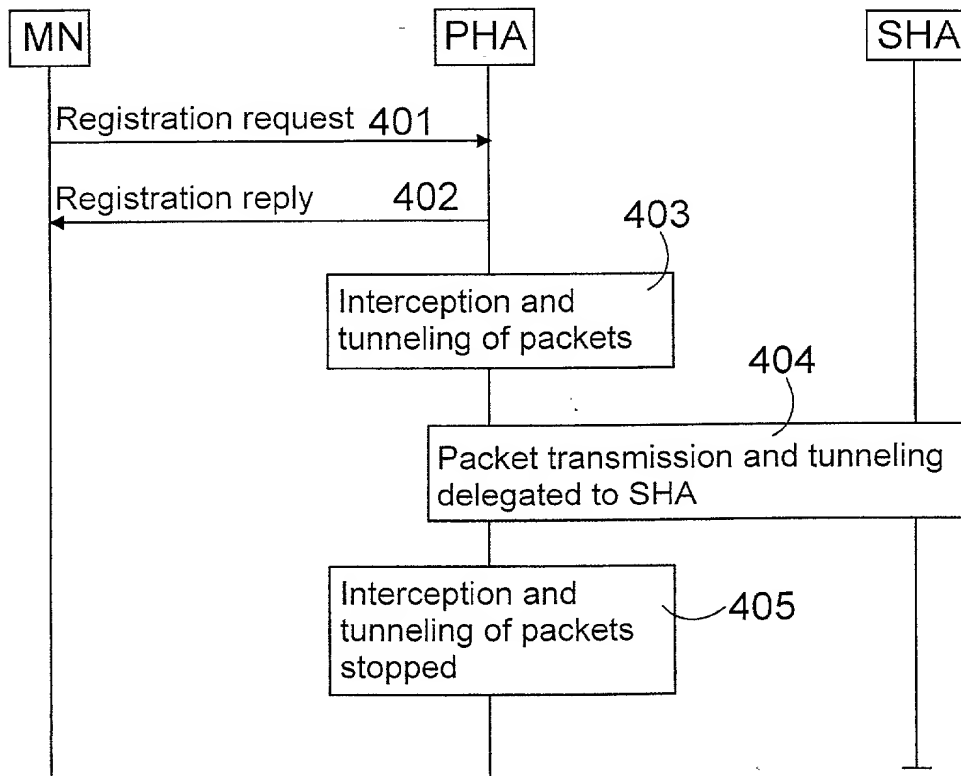 MN PHA SHA
Registration request 401
Registration reply 402
403
Interception and
tunneling of packets
404
Packet transmission and tunneling
delegated to SHA
Interception and
tunneling of packets
stopped
405